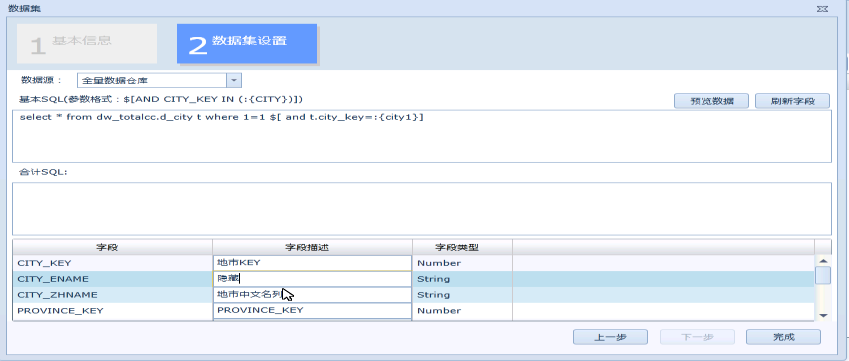 数据集
1 基本信息
2 数据集设置
数据源： 全量数据仓库
基本SQL(参数格式：$[AND CITY_KEY IN (:{CITY})])
预览数据 刷新字段
select * from dw_totalcc.d_city t where 1=1 $[ and t.city_key=:{city1}]
合计SQL:
字段 字段描述 字段类型
CITY_KEY 地市KEY Number
CITY_ENAME 隐藏 String
CITY_ZHNAME 地市中文名列 String
PROVINCE_KEY PROVINCE_KEY Number
上一步 下一步 完成